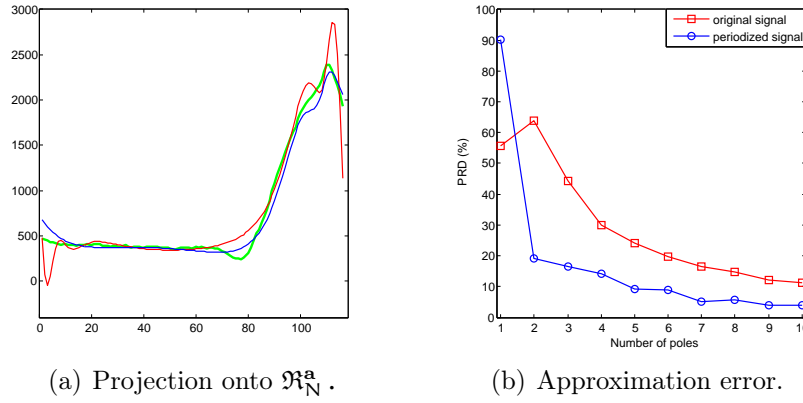 3000
2500
2000
1500
1000
500
0
0 20 40 60 80 100
(a) Projection onto ℜ_N^a.
100
90
80
70
60
50
40
30
20
10
0
PRD (%)
original signal
periodized signal
1 2 3 4 5 6 7 8 9 10
Number of poles
(b) Approximation error.